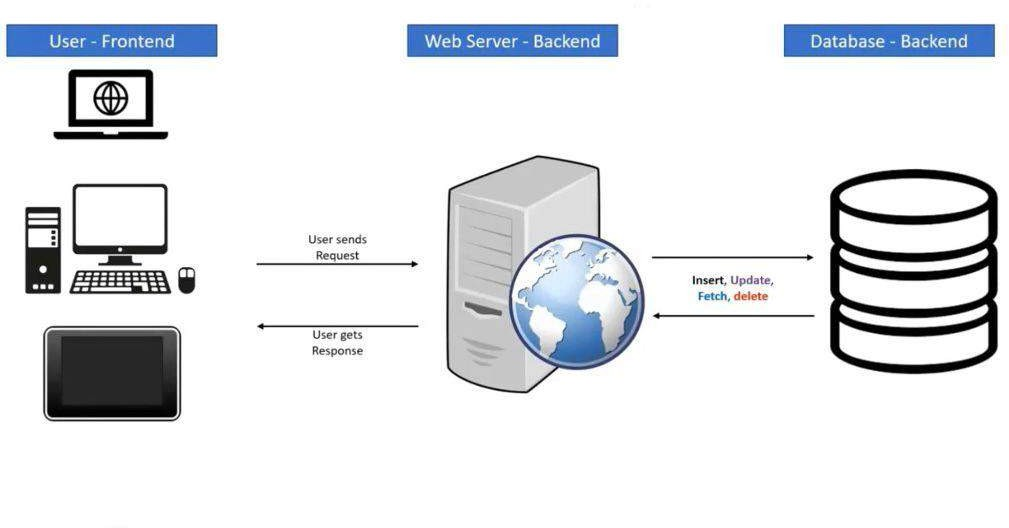 User - Frontend
Web Server - Backend
Database - Backend
User sends
Request
User gets
Response
Insert, Update,
Fetch, delete